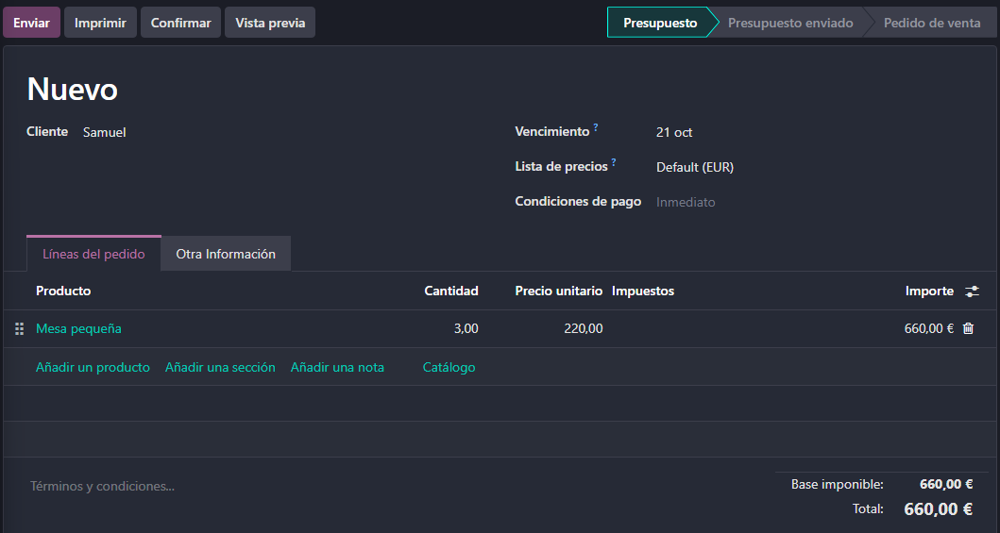 Enviar Imprimir Confirmar Vista previa Presupuesto Presupuesto enviado Pedido de venta
Nuevo
Cliente Samuel Vencimiento ? 21 oct
Lista de precios ? Default (EUR)
Condiciones de pago Inmediato
Líneas del pedido Otra Información
Producto Cantidad Precio unitario Impuestos Importe
Mesa pequeña 3,00 220,00 660,00 €
Añadir un producto Añadir una sección Añadir una nota Catálogo
Términos y condiciones... Base imponible: 660,00 €
Total: 660,00 €